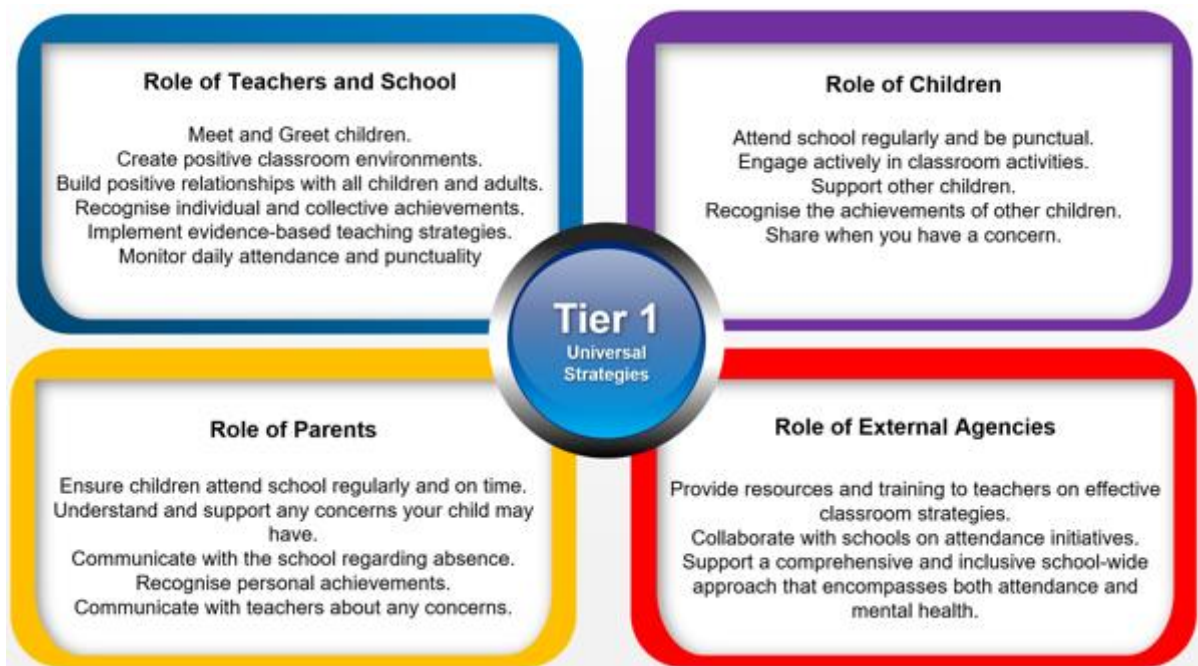 Role of Teachers and School
Meet and Greet children.
Create positive classroom environments.
Build positive relationships with all children and adults.
Recognise individual and collective achievements.
Implement evidence-based teaching strategies.
Monitor daily attendance and punctuality
Role of Children
Attend school regularly and be punctual.
Engage actively in classroom activities.
Support other children.
Recognise the achievements of other children.
Share when you have a concern.
Tier 1
Universal
Strategies
Role of Parents
Ensure children attend school regularly and on time.
Understand and support any concerns your child may
have.
Communicate with the school regarding absence.
Recognise personal achievements.
Communicate with teachers about any concerns.
Role of External Agencies
Provide resources and training to teachers on effective
classroom strategies.
Collaborate with schools on attendance initiatives.
Support a comprehensive and inclusive school-wide
approach that encompasses both attendance and
mental health.